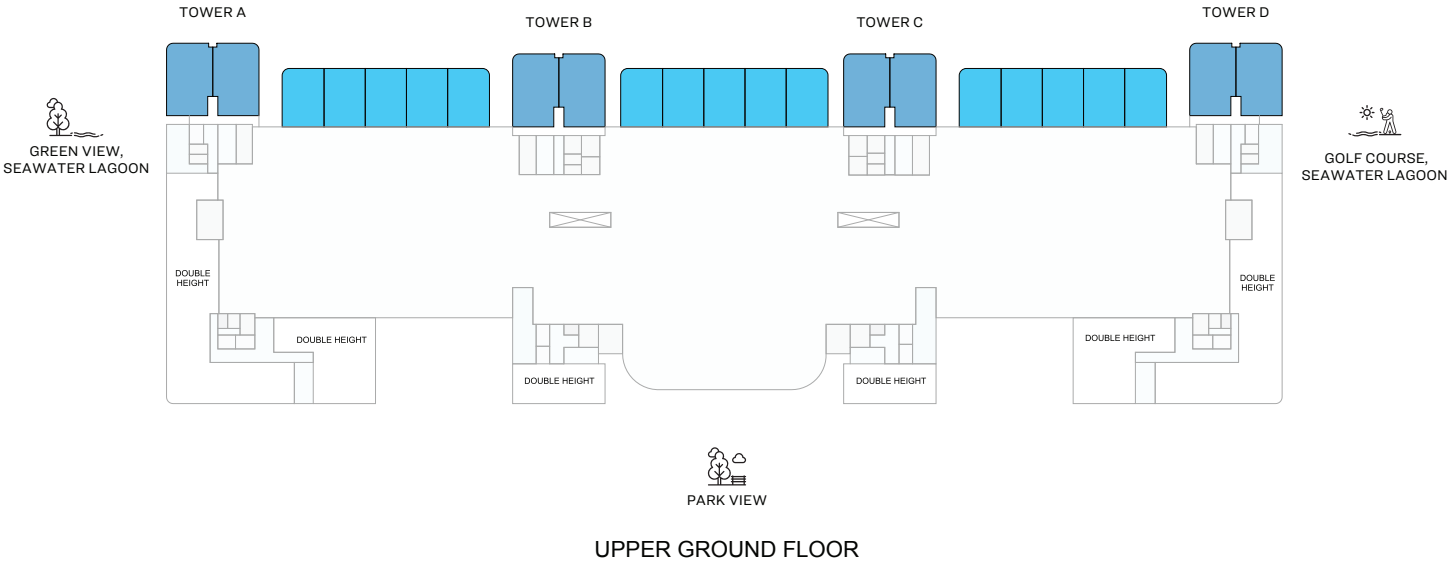 TOWER A
TOWER B
TOWER C
TOWER D
GREEN VIEW,
SEAWATER LAGOON
GOLF COURSE,
SEAWATER LAGOON
DOUBLE
HEIGHT
DOUBLE
HEIGHT
DOUBLE HEIGHT
DOUBLE HEIGHT
DOUBLE HEIGHT
DOUBLE HEIGHT
PARK VIEW
UPPER GROUND FLOOR